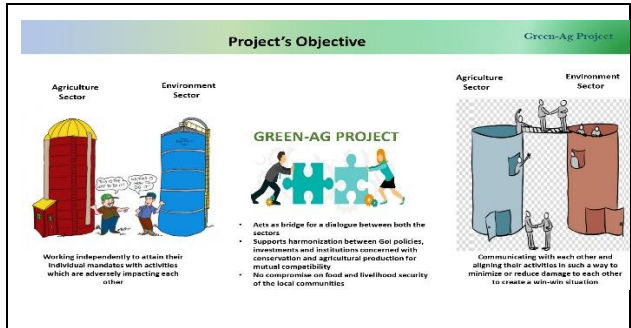 Project's Objective
Green-Ag Project
Agriculture
Sector
Environment
Sector
Working independently to attain their
individual mandates with activities
which are adversely impacting each
other
GREEN-AG PROJECT
• Acts as bridge for a dialogue between both the
sectors
• Supports harmonization between GoI policies,
investments and institutions concerned with
conservation and agricultural production for
mutual compatibility
• No compromise on food and livelihood security
of the local communities
Agriculture
Sector
Environment
Sector
Communicating with each other and
aligning their activities in such a way to
minimize or reduce damage to each other
to create a win-win situation